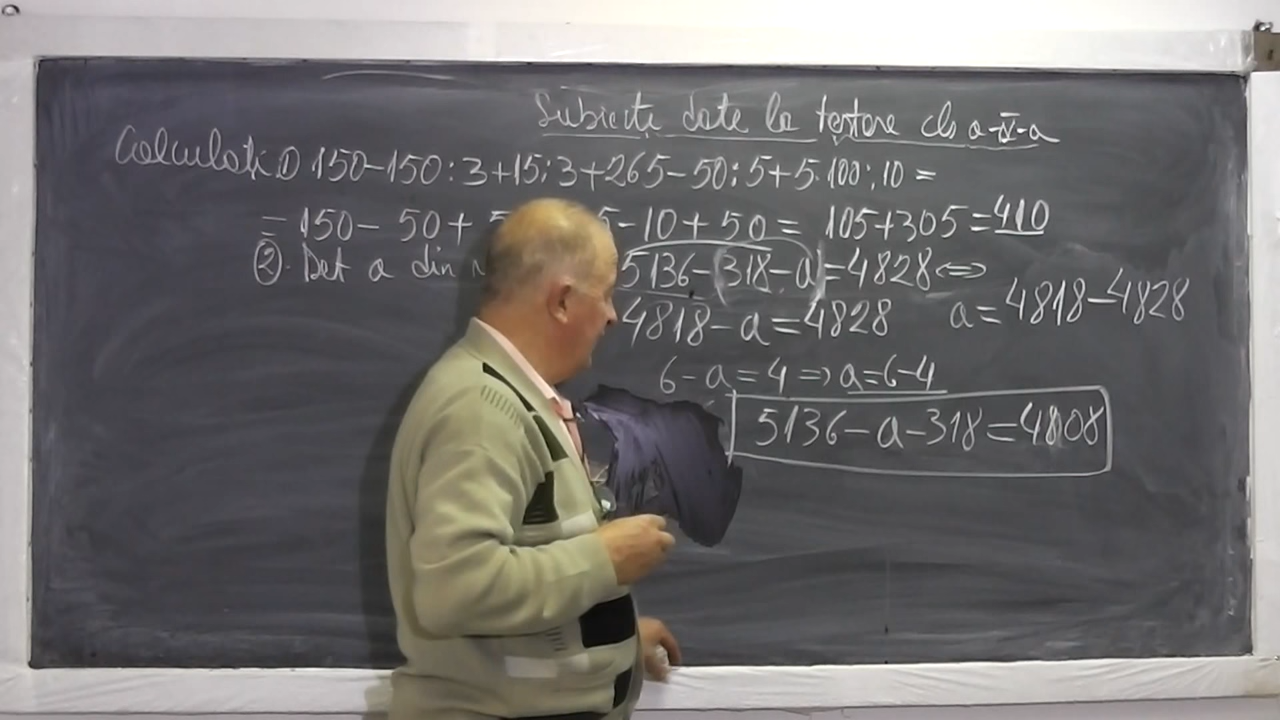 Subiecte date la testare cls a-V-a
Calculati ① 150-150:3+15:3+265-50:5+5·100:10=
=150-50+5 5-10+50=105+305=410
②. Det a din 5136-(318-a)=4828⇔
4818-a=4828 a=4818-4828
6-a=4⇒a=6-4
5136-a-318=4808